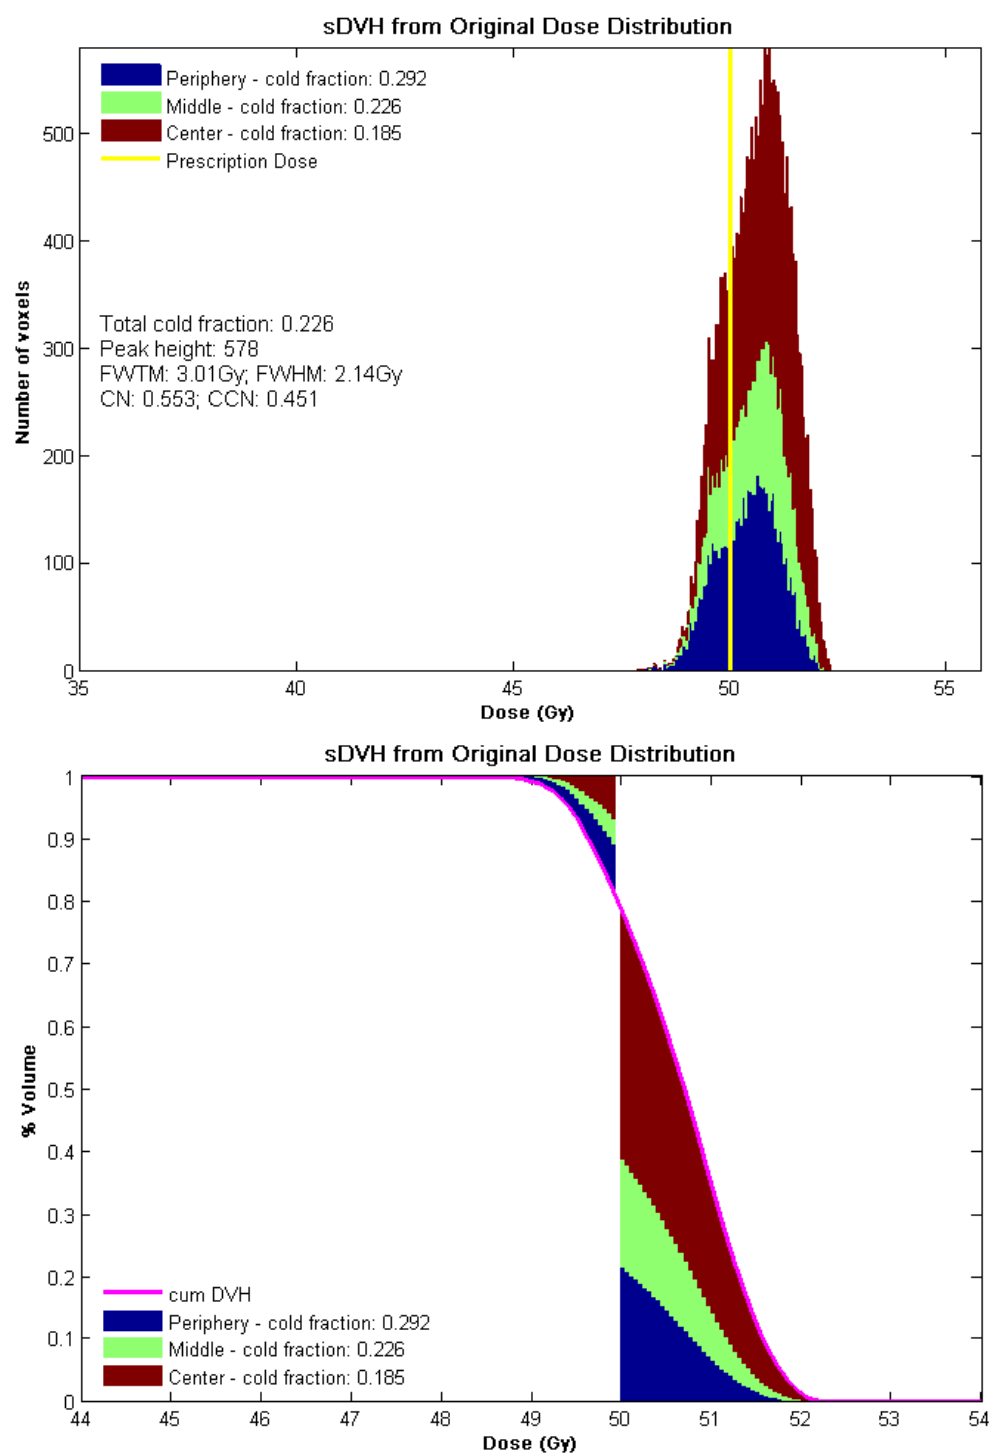 sDVH from Original Dose Distribution
Periphery - cold fraction: 0.292
Middle - cold fraction: 0.226
Center - cold fraction: 0.185
Prescription Dose
500
400
300
200
100
0
Number of voxels
Total cold fraction: 0.226
Peak height: 578
FWTM: 3.01Gy; FWHM: 2.14Gy
CN: 0.553; CCN: 0.451
35 40 45 50 55
Dose (Gy)
sDVH from Original Dose Distribution
1
0.9
0.8
0.7
0.6
0.5
0.4
0.3
0.2
0.1
0
% Volume
cum DVH
Periphery - cold fraction: 0.292
Middle - cold fraction: 0.226
Center - cold fraction: 0.185
44 45 46 47 48 49 50 51 52 53 54
Dose (Gy)